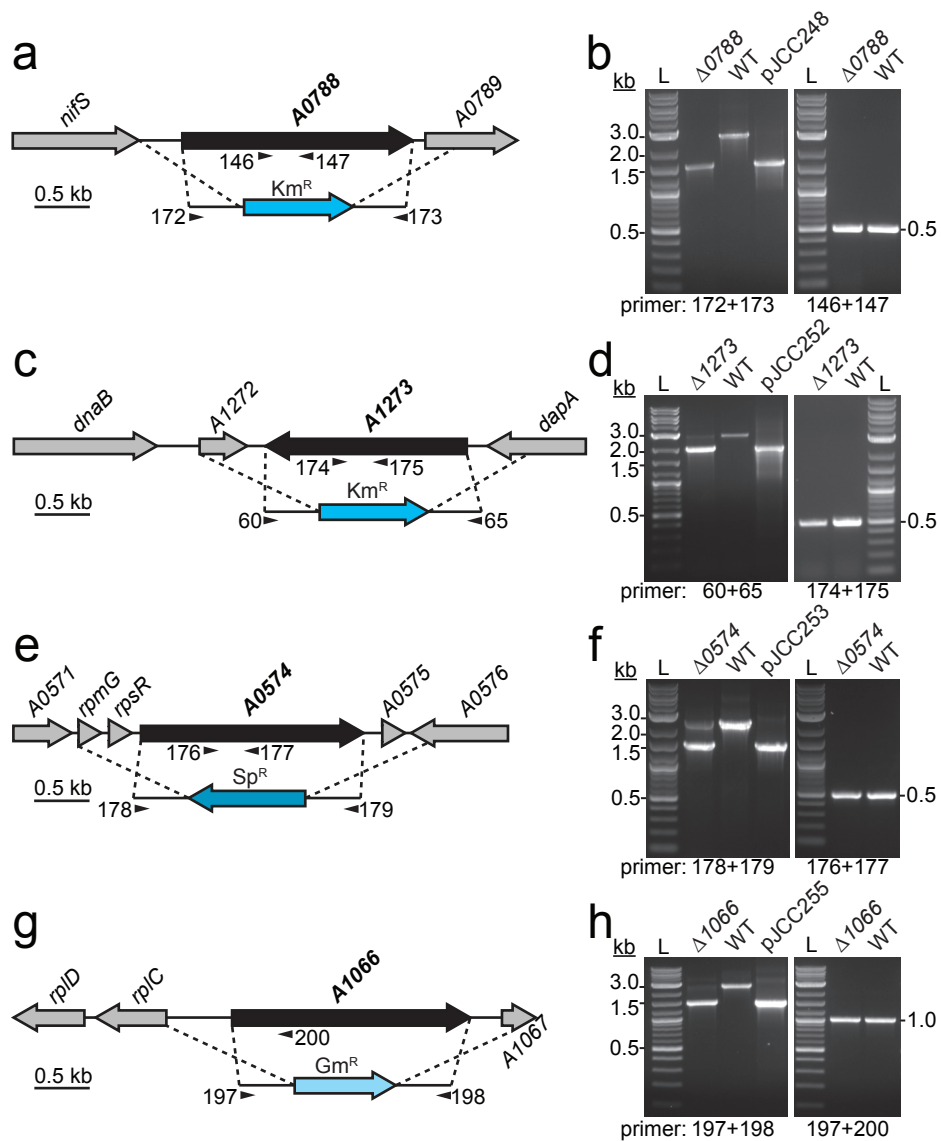 a
nifS
A0788
A0789
146
147
0.5 kb
KmR
172
173
b
kb
L
Δ0788
WT
pJCC248
L
Δ0788
WT
3.0
2.0
1.5
0.5
0.5
primer: 172+173
146+147
c
dnaB
A1272
A1273
dapA
174
175
0.5 kb
KmR
60
65
d
kb
L
Δ1273
WT
pJCC252
Δ1273
WT
L
3.0
2.0
1.5
0.5
0.5
primer: 60+65
174+175
e
A0571
rpmG
rpsR
A0574
A0575
A0576
176
177
0.5 kb
SpR
178
179
f
kb
L
Δ0574
WT
pJCC253
L
Δ0574
WT
3.0
2.0
1.5
0.5
0.5
primer: 178+179
176+177
g
rplD
rplC
A1066
A1067
200
0.5 kb
GmR
197
198
h
kb
L
Δ1066
WT
pJCC255
L
Δ1066
WT
3.0
1.5
0.5
1.0
primer: 197+198
197+200